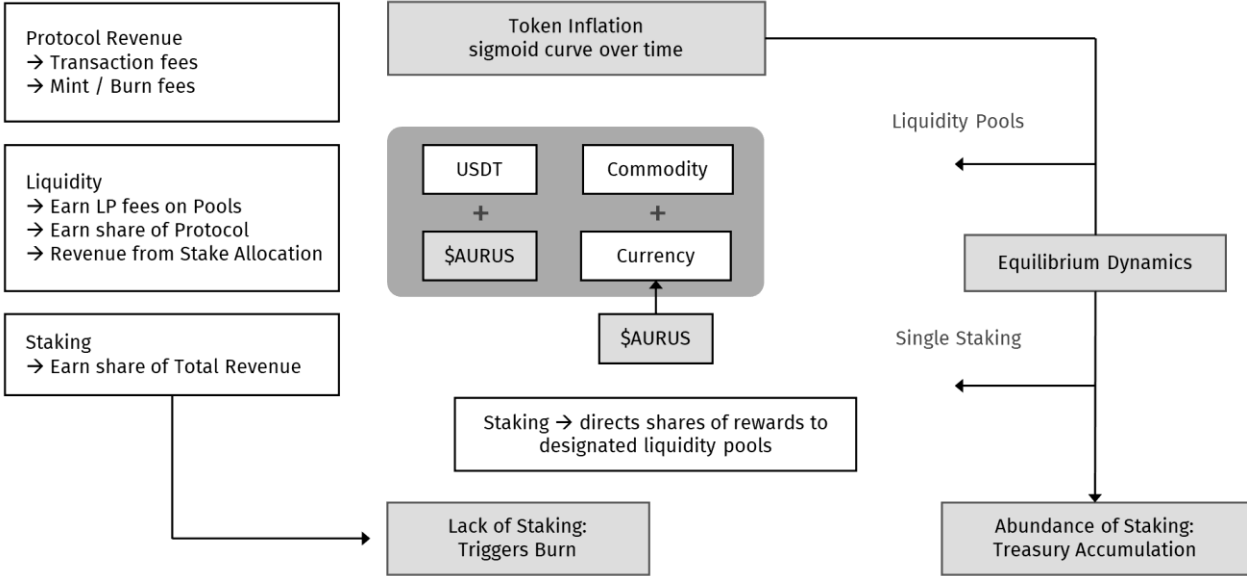 Protocol Revenue
→ Transaction fees
→ Mint / Burn fees
Token Inflation
sigmoid curve over time
Liquidity Pools
Liquidity
→ Earn LP fees on Pools
→ Earn share of Protocol
→ Revenue from Stake Allocation
USDT
Commodity
+
+
$AURUS
Currency
Equilibrium Dynamics
$AURUS
Staking
→ Earn share of Total Revenue
Single Staking
Staking → directs shares of rewards to
designated liquidity pools
Lack of Staking:
Triggers Burn
Abundance of Staking:
Treasury Accumulation